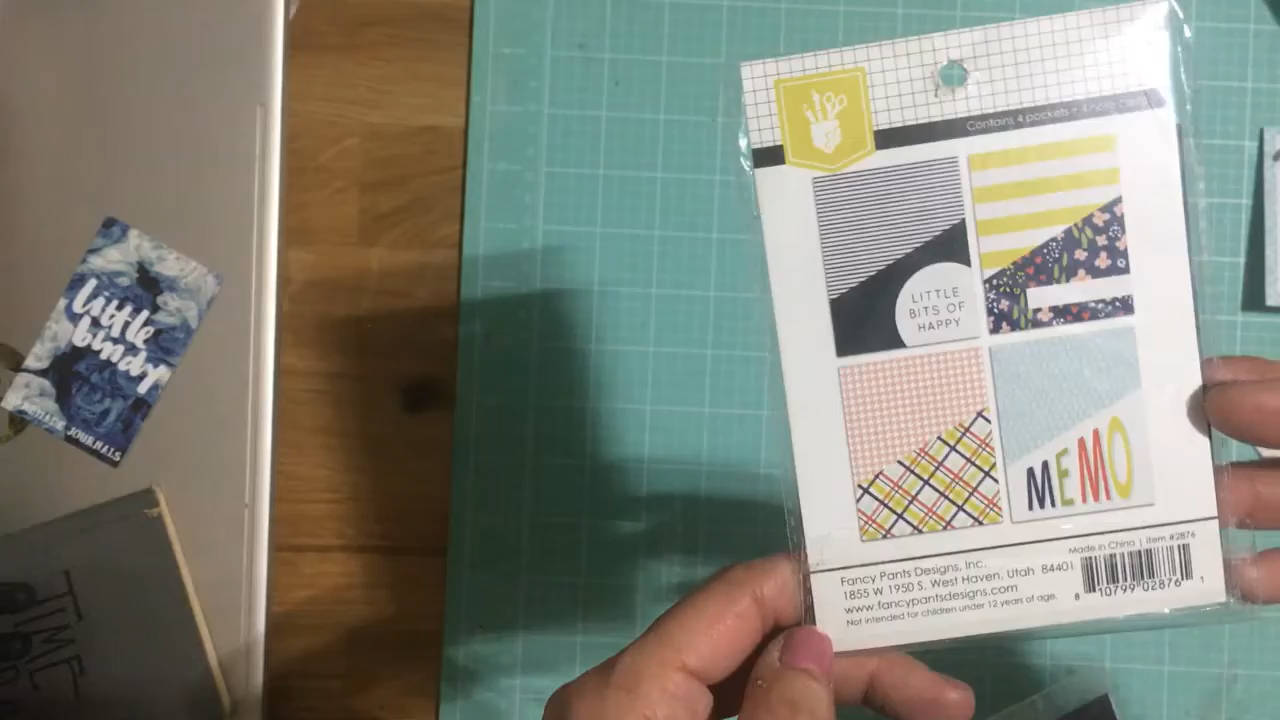 Contains 4 pockets + 4 note cards
LITTLE
BITS OF
HAPPY
MEMO
Made in China | Item #2876
Fancy Pants Designs, Inc.
1855 W 1950 S, West Haven, Utah 84401
www.fancypantsdesigns.com
Not intended for children under 12 years of age.
8 10799 02876 1
little
bindy
JOURNALS
TIME